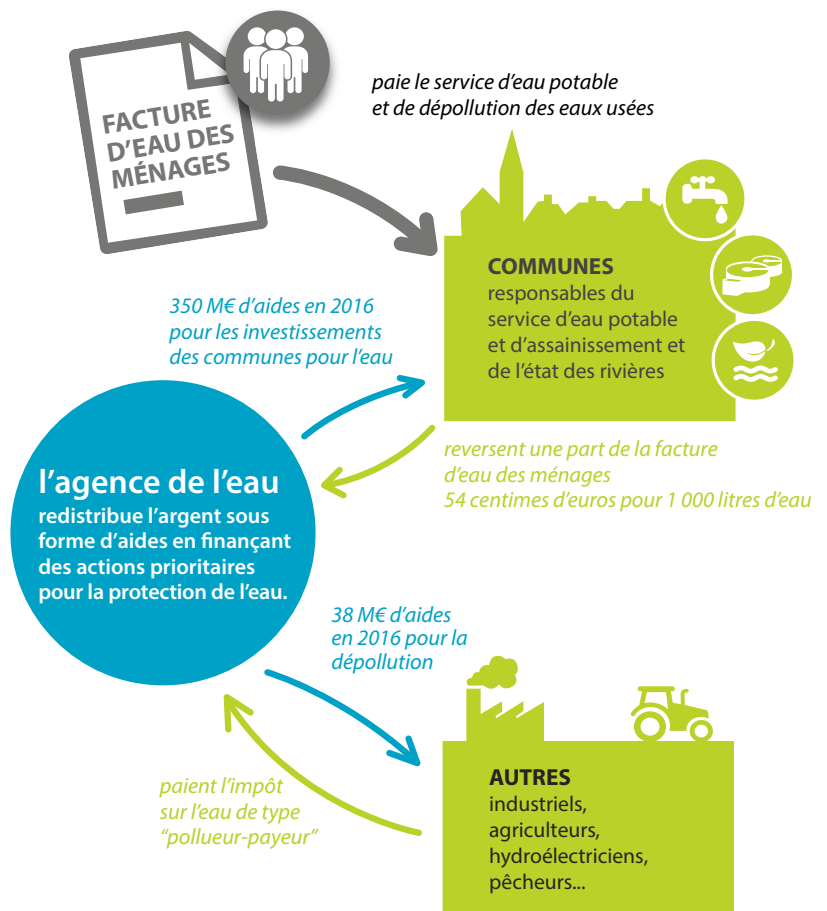 FACTURE
D'EAU DES
MÉNAGES
paie le service d'eau potable
et de dépollution des eaux usées
COMMUNES
responsables du
service d'eau potable
et d'assainissement et
de l'état des rivières
350 M€ d'aides en 2016
pour les investissements
des communes pour l'eau
reversent une part de la facture
d'eau des ménages
54 centimes d'euros pour 1 000 litres d'eau
l'agence de l'eau
redistribue l'argent sous
forme d'aides en finançant
des actions prioritaires
pour la protection de l'eau.
38 M€ d'aides
en 2016 pour la
dépollution
paient l'impôt
sur l'eau de type
“pollueur-payeur”
AUTRES
industriels,
agriculteurs,
hydroélectriciens,
pêcheurs...